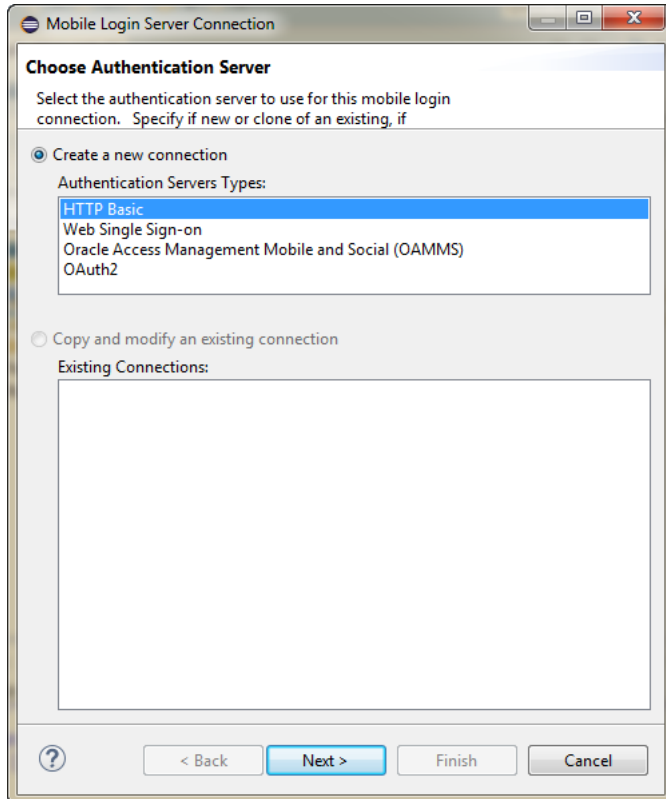 Mobile Login Server Connection
Choose Authentication Server
Select the authentication server to use for this mobile login
connection. Specify if new or clone of an existing, if
Create a new connection
Authentication Servers Types:
HTTP Basic
Web Single Sign-on
Oracle Access Management Mobile and Social (OAMMS)
OAuth2
Copy and modify an existing connection
Existing Connections:
?
< Back
Next >
Finish
Cancel